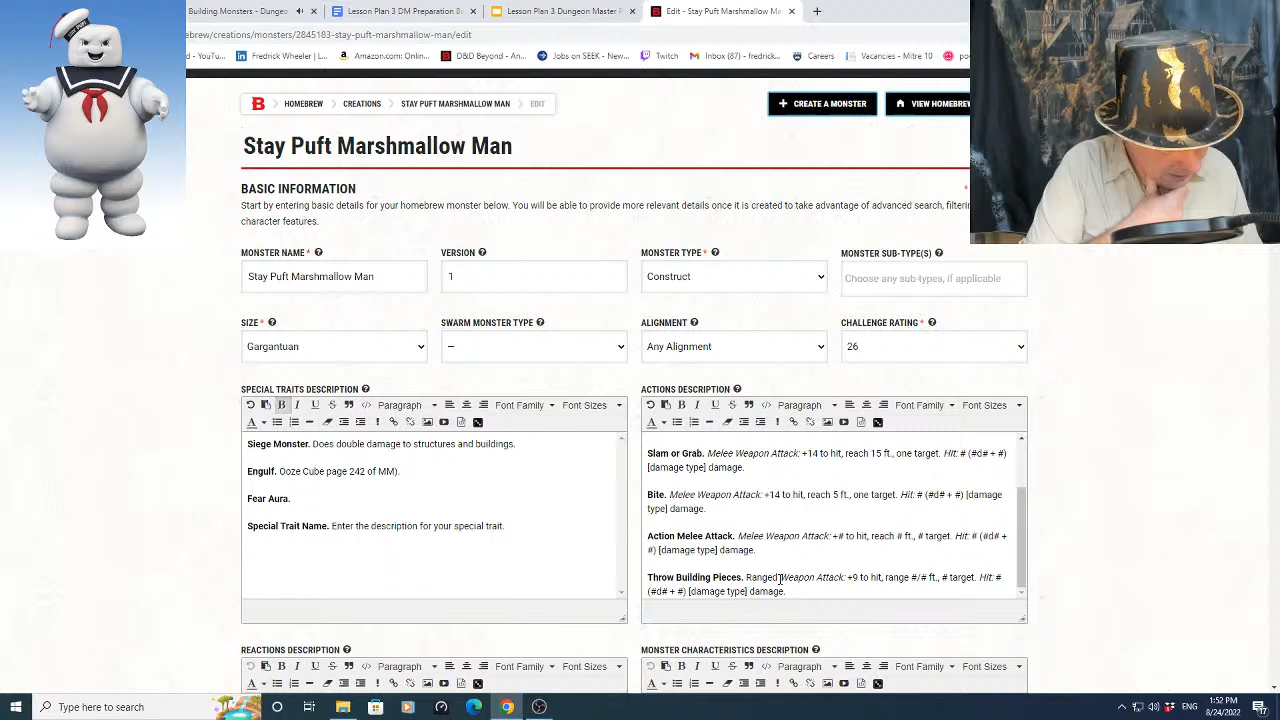 Building Monsters - Dungeo
Lesson Plan 3 DM Preparation B
Lesson Plan 3 Dungeon Master F
Edit - Stay Puft Marshmallow Man
ebrew/creations/monsters/2845183-stay-puft-marshmallow-man/edit
ud - YouTube
Fredrick Wheeler | L...
Amazon.com: Onlin...
D&D Beyond - An...
Jobs on SEEK - New...
Twitch
Inbox (87) - fredrick...
Careers
Vacancies - Mitre 10
STAY PUFT
HOMEBREW
CREATIONS
STAY PUFT MARSHMALLOW MAN
EDIT
CREATE A MONSTER
VIEW HOMEBREW
Stay Puft Marshmallow Man
BASIC INFORMATION
*
Start by entering basic details for your homebrew monster below. You will be able to provide more relevant details once it is created to take advantage of advanced search, filtering
character features.
MONSTER NAME *
VERSION
MONSTER TYPE *
MONSTER SUB-TYPE(S)
Stay Puft Marshmallow Man
1
Construct
Choose any sub-types, if applicable
SIZE *
SWARM MONSTER TYPE
ALIGNMENT
CHALLENGE RATING *
Gargantuan
—
Any Alignment
26
SPECIAL TRAITS DESCRIPTION
ACTIONS DESCRIPTION
Paragraph
Font Family
Font Sizes
Paragraph
Font Family
Font Sizes
Siege Monster. Does double damage to structures and buildings.
Engulf. Ooze Cube page 242 of MM).
Fear Aura.
Special Trait Name. Enter the description for your special trait.
Slam or Grab. Melee Weapon Attack: +14 to hit, reach 15 ft., one target. Hit: # (#d# + #)
[damage type] damage.
Bite. Melee Weapon Attack: +14 to hit, reach 5 ft., one target. Hit: # (#d# + #) [damage
type] damage.
Action Melee Attack. Melee Weapon Attack: +# to hit, reach # ft., # target. Hit: # (#d# +
#) [damage type] damage.
Throw Building Pieces. Ranged Weapon Attack: +9 to hit, range #/# ft., # target. Hit: #
(#d# + #) [damage type] damage.
REACTIONS DESCRIPTION
MONSTER CHARACTERISTICS DESCRIPTION
Paragraph
Font Family
Font Sizes
Paragraph
Font Family
Font Sizes
Type here to search
ENG
1:52 PM
8/24/2022
17